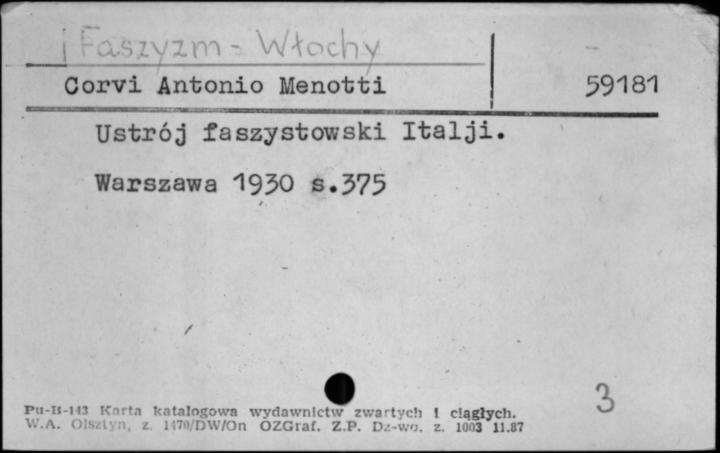 Faszyzm - Włochy
Corvi Antonio Menotti 59181
Ustrój faszystowski Italji.
Warszawa 1930 s.375
3
Pu-B-143 Karta katalogowa wydawnictw zwartych i ciągłych.
W.A. Olsztyn, z. 1470/DW/On OZGraf. Z.P. Dz-wo. z. 1003 11.87